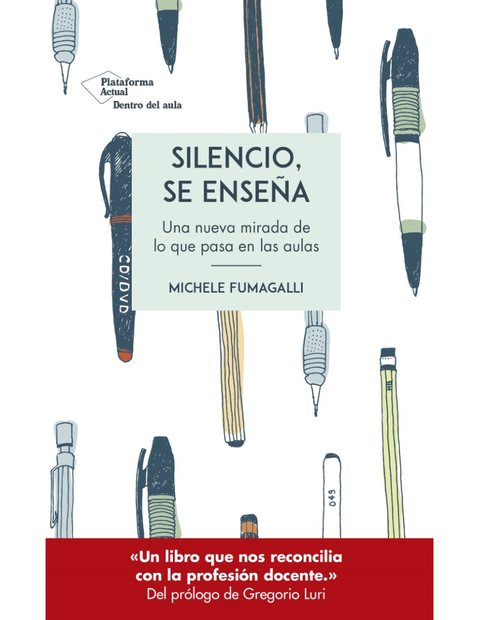 Plataforma
Actual
Dentro del aula
SILENCIO,
SE ENSEÑA
Una nueva mirada de
lo que pasa en las aulas
MICHELE FUMAGALLI
CD/DVD
HB
049
«Un libro que nos reconcilia
con la profesión docente.»
Del prólogo de Gregorio Luri